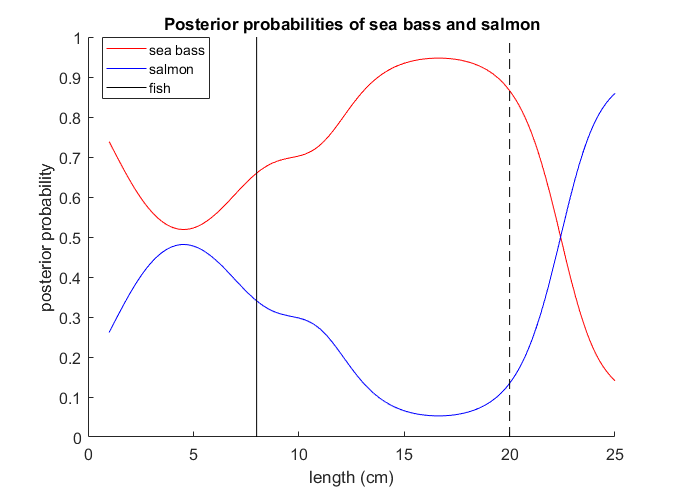 Posterior probabilities of sea bass and salmon
sea bass
salmon
fish
posterior probability
1
0.9
0.8
0.7
0.6
0.5
0.4
0.3
0.2
0.1
0
0 5 10 15 20 25
length (cm)